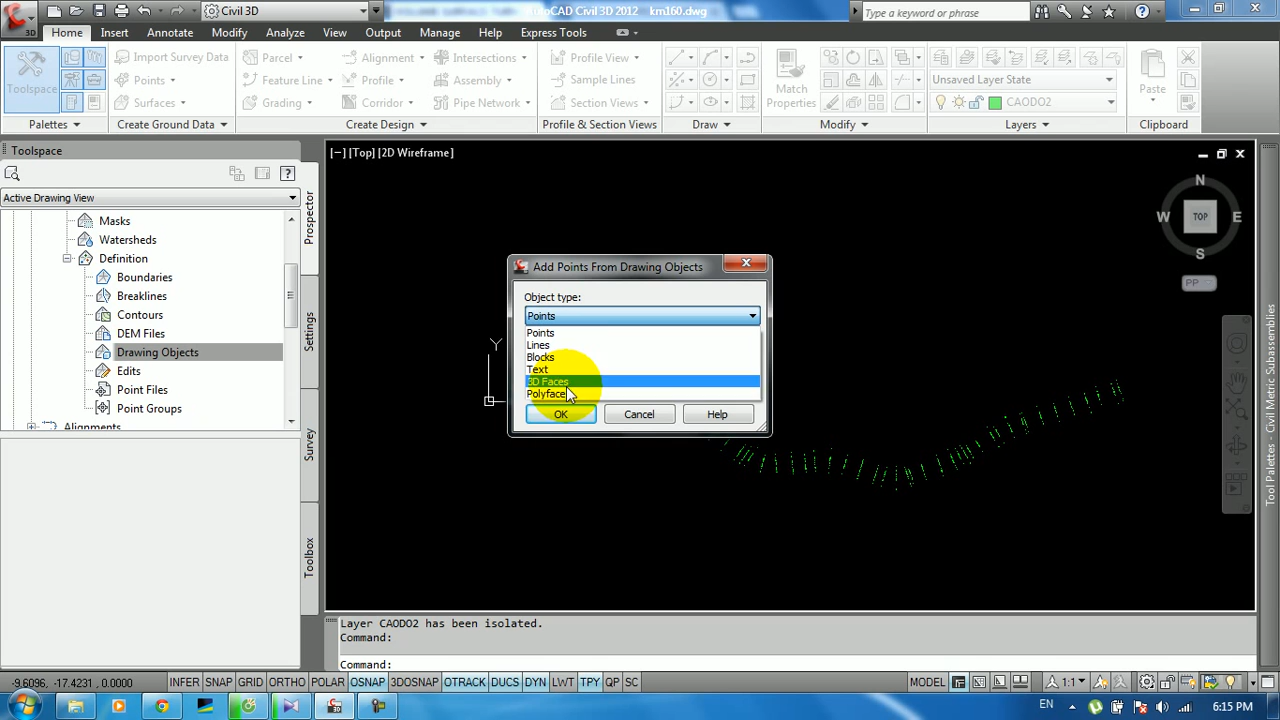 Civil 3D
AutoCAD Civil 3D 2012 km160.dwg
Type a keyword or phrase
3D
Home Insert Annotate Modify Analyze View Output Manage Help Express Tools
Toolspace
Import Survey Data
Points
Surfaces
Parcel
Feature Line
Grading
Alignment
Profile
Corridor
Intersections
Assembly
Pipe Network
Profile View
Sample Lines
Section Views
Match
Properties
Unsaved Layer State
CAODO2
Paste
Palettes Create Ground Data Create Design Profile & Section Views Draw Modify Layers Clipboard
Toolspace
Active Drawing View
Masks
Watersheds
Definition
Boundaries
Breaklines
Contours
DEM Files
Drawing Objects
Edits
Point Files
Point Groups
Alignments
Prospector
Settings
Survey
Toolbox
[−] [Top] [2D Wireframe]
N
W TOP E
S
PP
Y
Add Points From Drawing Objects
Object type:
Points
Points
Lines
Blocks
Text
3D Faces
Polyface
OK Cancel Help
Tool Palettes - Civil Metric Subassemblies
Layer CAODO2 has been isolated.
Command:
Command:
-9.6096, -17.4231, 0.0000 INFER SNAP GRID ORTHO POLAR OSNAP 3DOSNAP OTRACK DUCS DYN LWT TPY QP SC MODEL 1:1
EN 6:15 PM